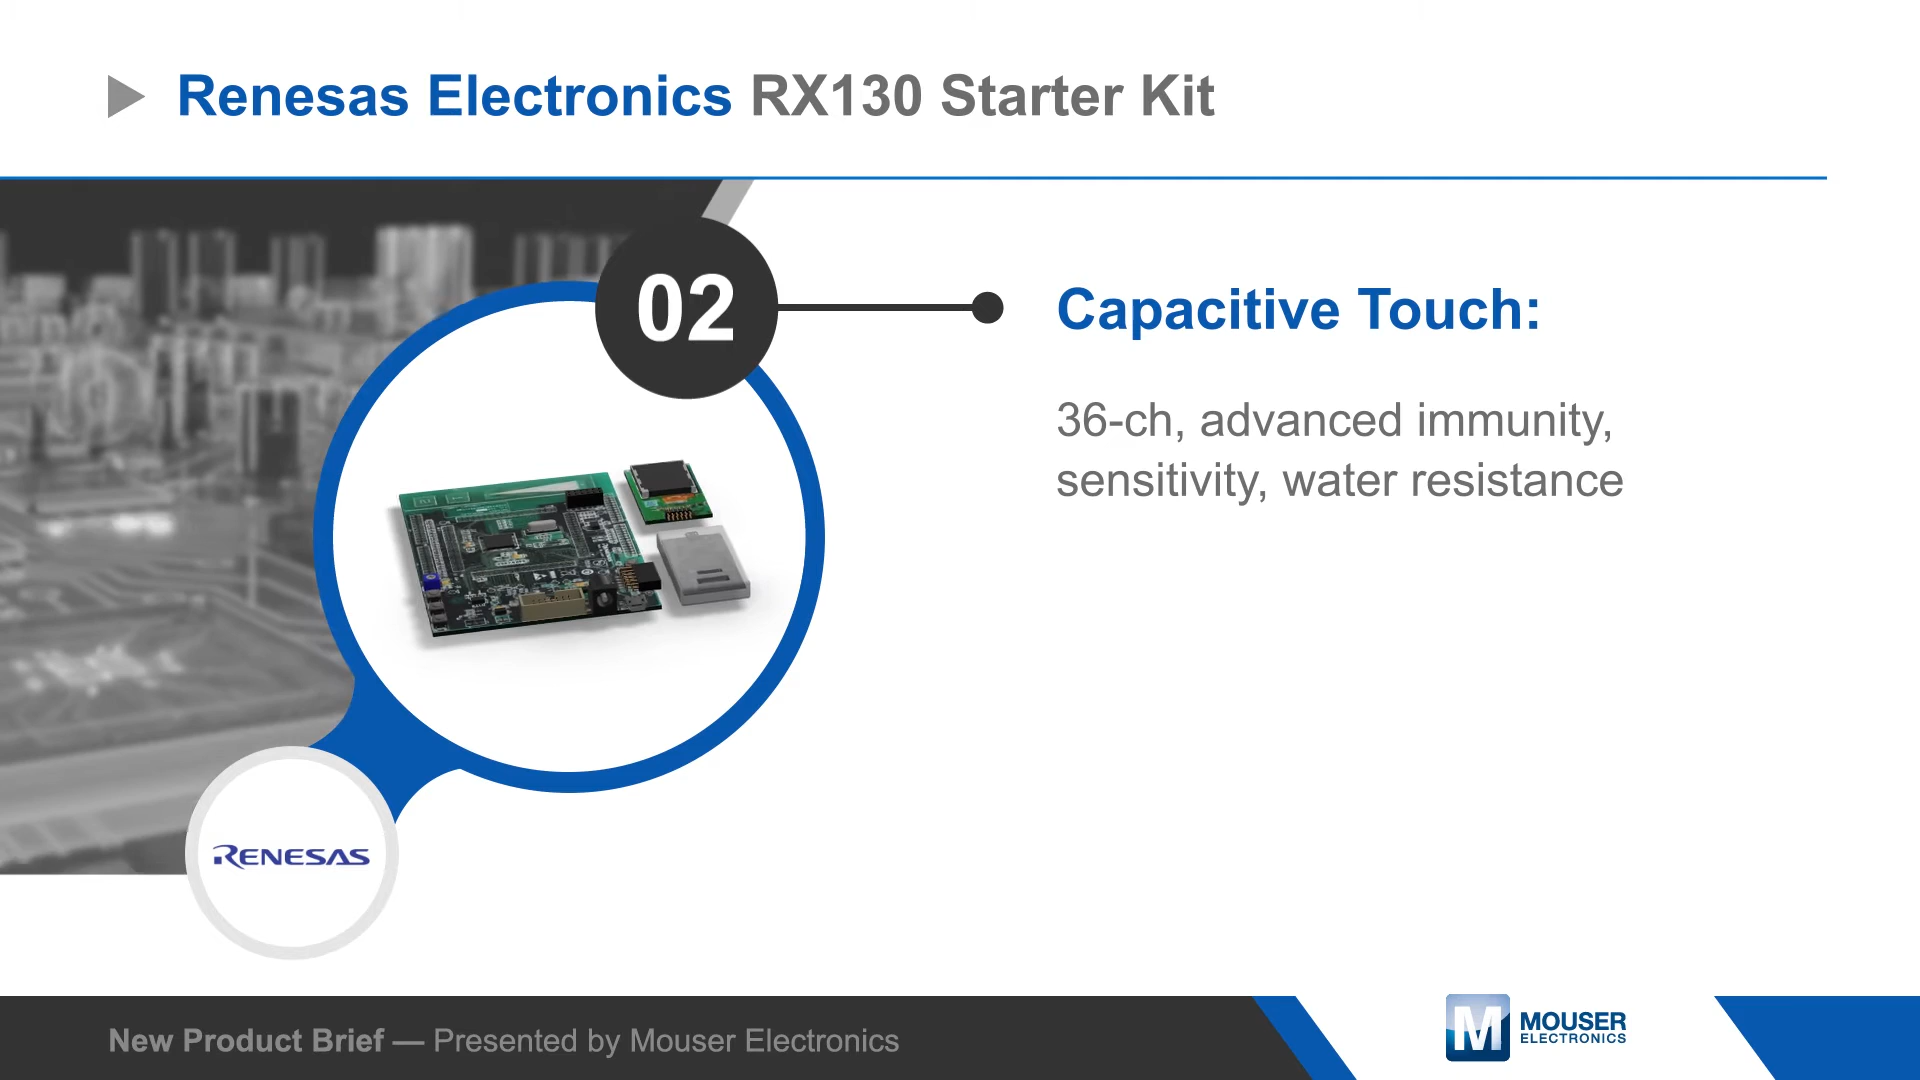 Renesas Electronics RX130 Starter Kit
02
Capacitive Touch:
36-ch, advanced immunity,
sensitivity, water resistance
RENESAS
New Product Brief — Presented by Mouser Electronics
M
MOUSER
ELECTRONICS